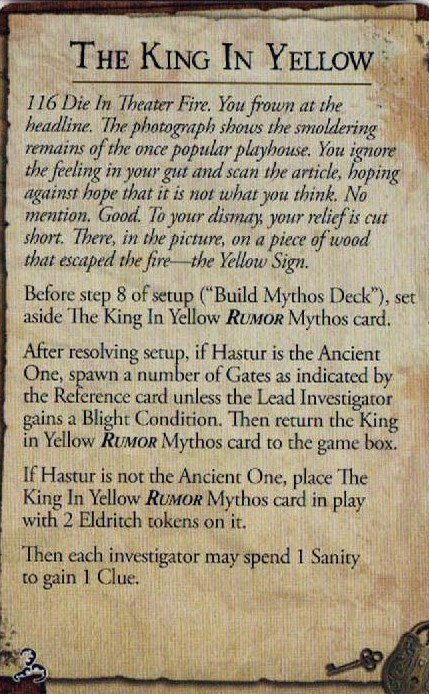 THE KING IN YELLOW
116 Die In Theater Fire. You frown at the
headline. The photograph shows the smoldering
remains of the once popular playhouse. You ignore
the feeling in your gut and scan the article, hoping
against hope that it is not what you think. No
mention. Good. To your dismay, your relief is cut
short. There, in the picture, on a piece of wood
that escaped the fire—the Yellow Sign.
Before step 8 of setup (“Build Mythos Deck”), set
aside The King In Yellow RUMOR Mythos card.
After resolving setup, if Hastur is the Ancient
One, spawn a number of Gates as indicated by
the Reference card unless the Lead Investigator
gains a Blight Condition. Then return the King
in Yellow RUMOR Mythos card to the game box.
If Hastur is not the Ancient One, place The
King In Yellow RUMOR Mythos card in play
with 2 Eldritch tokens on it.
Then each investigator may spend 1 Sanity
to gain 1 Clue.